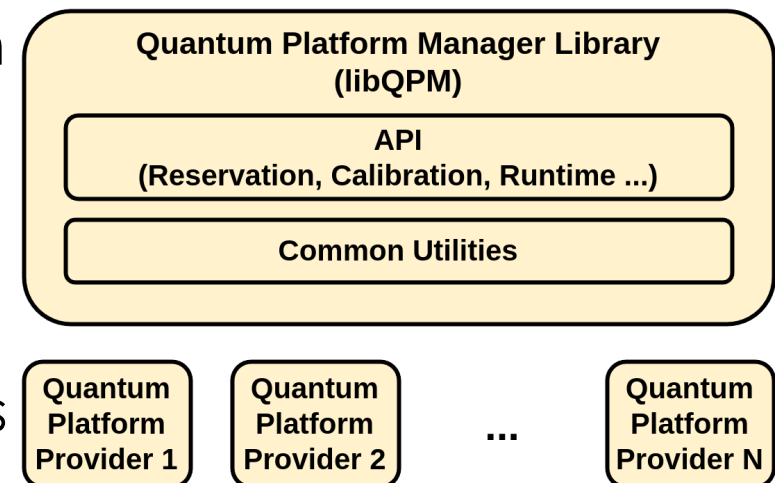 Quantum Platform Manager Library
(libQPM)
API
(Reservation, Calibration, Runtime ...)
Common Utilities
Quantum
Platform
Provider 1
Quantum
Platform
Provider 2
...
Quantum
Platform
Provider N